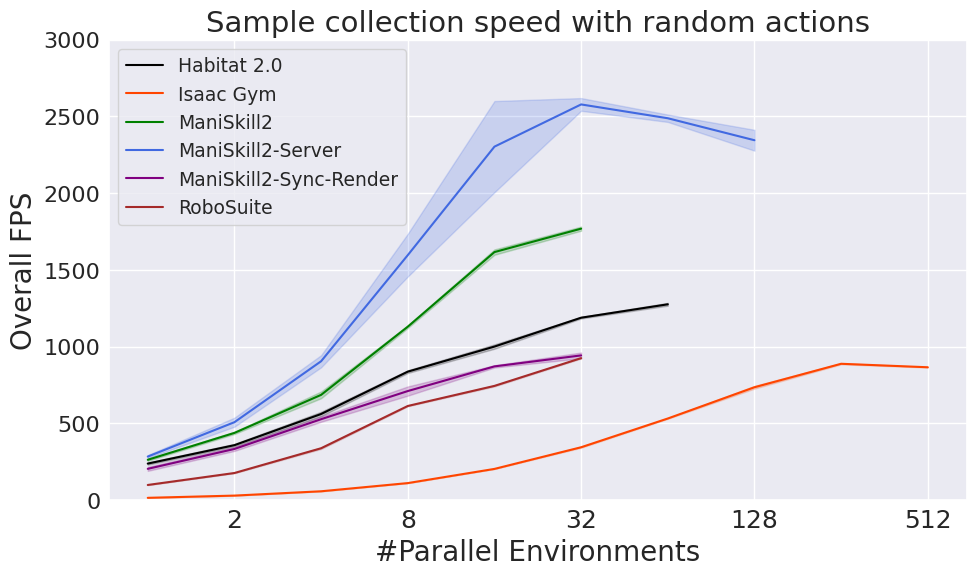 Sample collection speed with random actions
3000
2500
2000
1500
1000
500
0
Overall FPS
Habitat 2.0
Isaac Gym
ManiSkill2
ManiSkill2-Server
ManiSkill2-Sync-Render
RoboSuite
2 8 32 128 512
#Parallel Environments